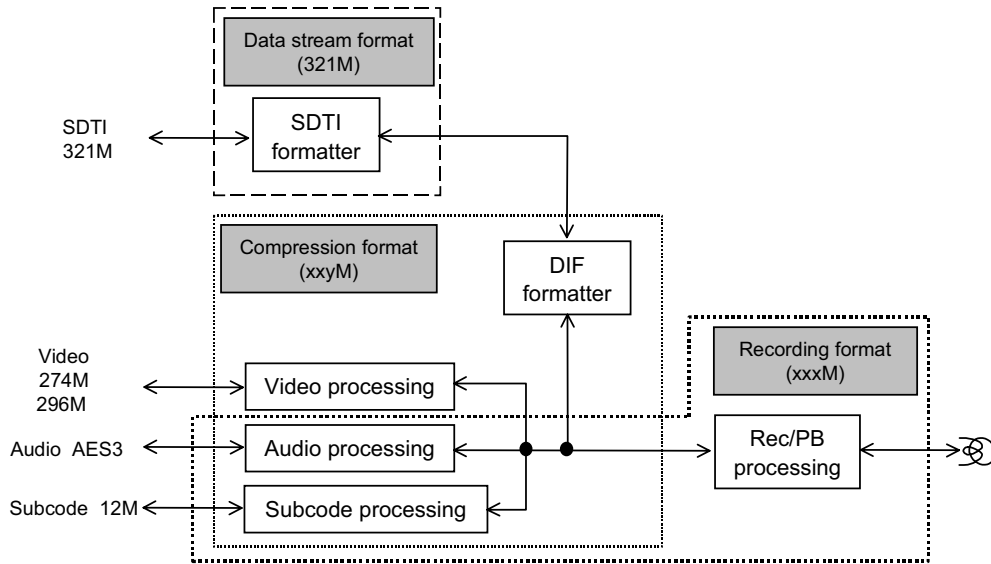 Data stream format
(321M)
SDTI
formatter
SDTI
321M
Compression format
(xxyM)
DIF
formatter
Video
274M
296M
Video processing
Recording format
(xxxM)
Audio AES3
Audio processing
Rec/PB
processing
Subcode 12M
Subcode processing